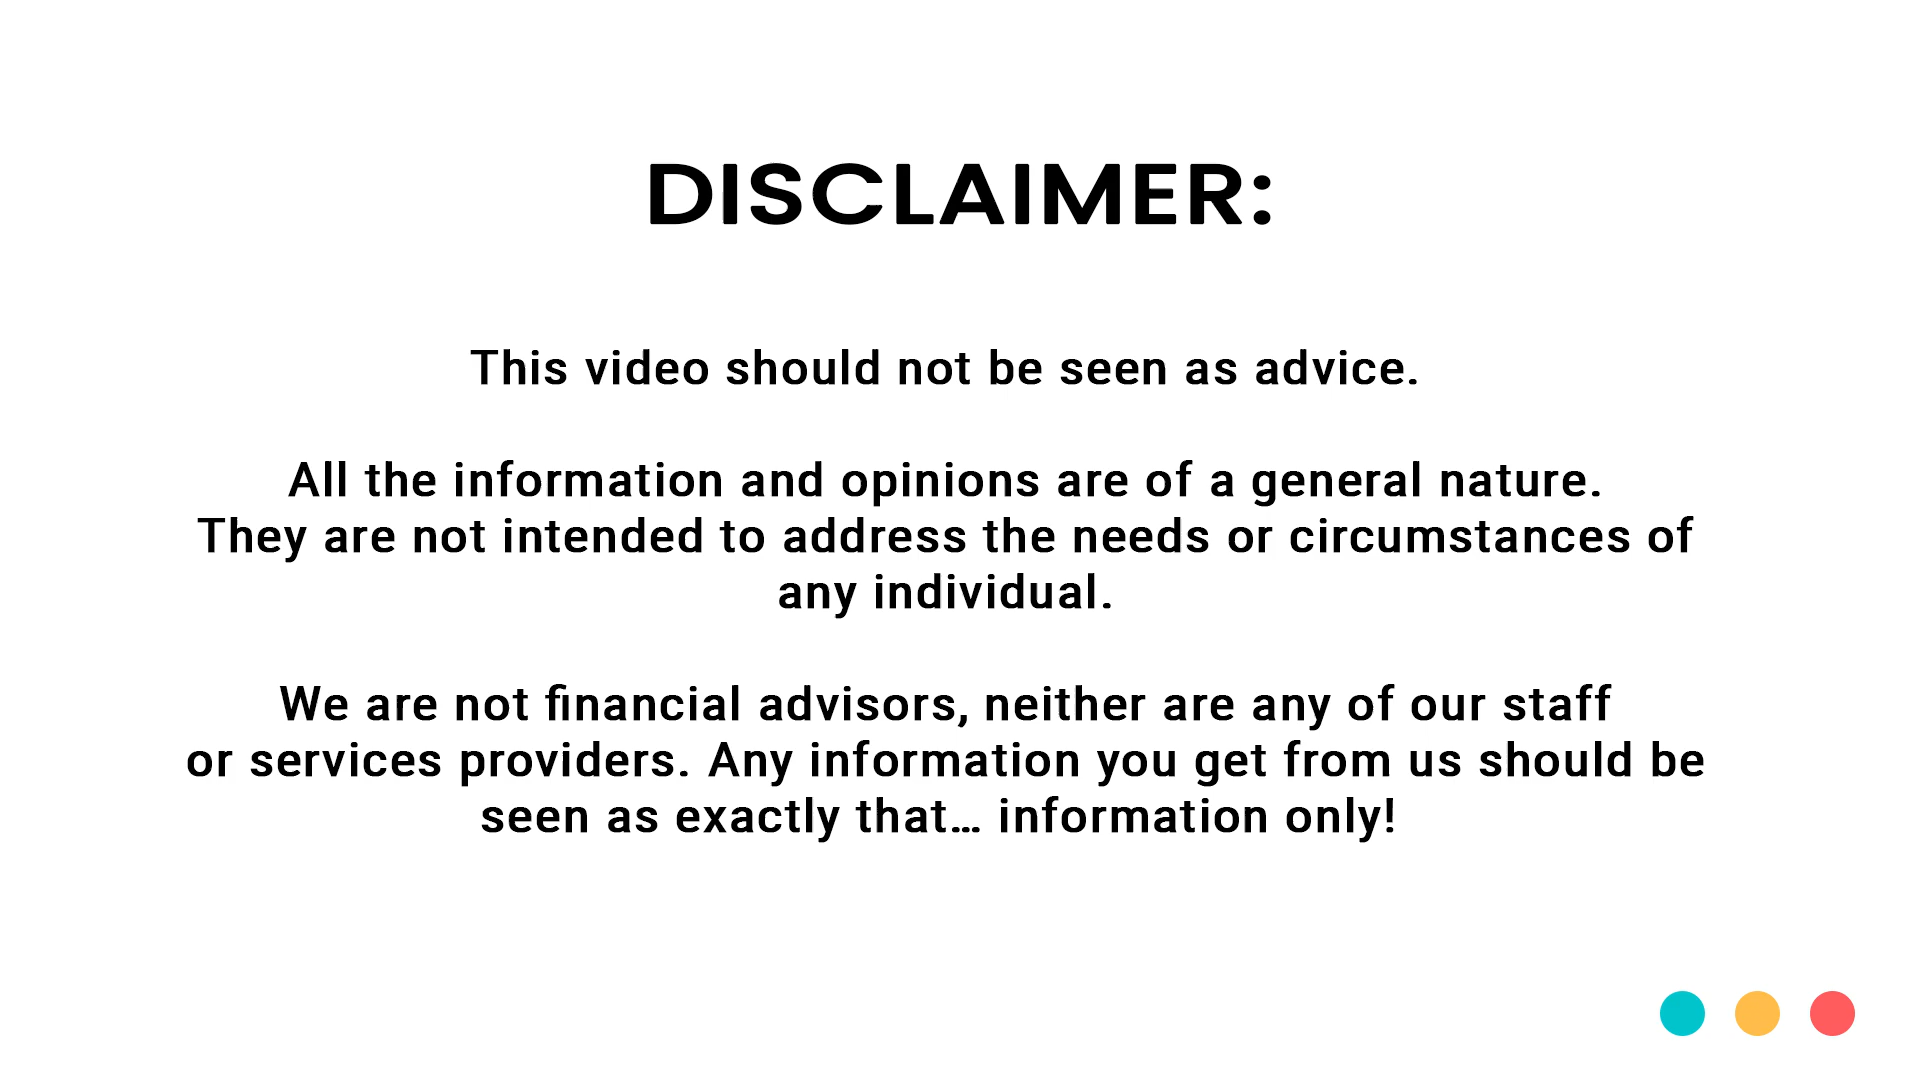 DISCLAIMER:
This video should not be seen as advice.
All the information and opinions are of a general nature.
They are not intended to address the needs or circumstances of
any individual.
We are not financial advisors, neither are any of our staff
or services providers. Any information you get from us should be
seen as exactly that… information only!